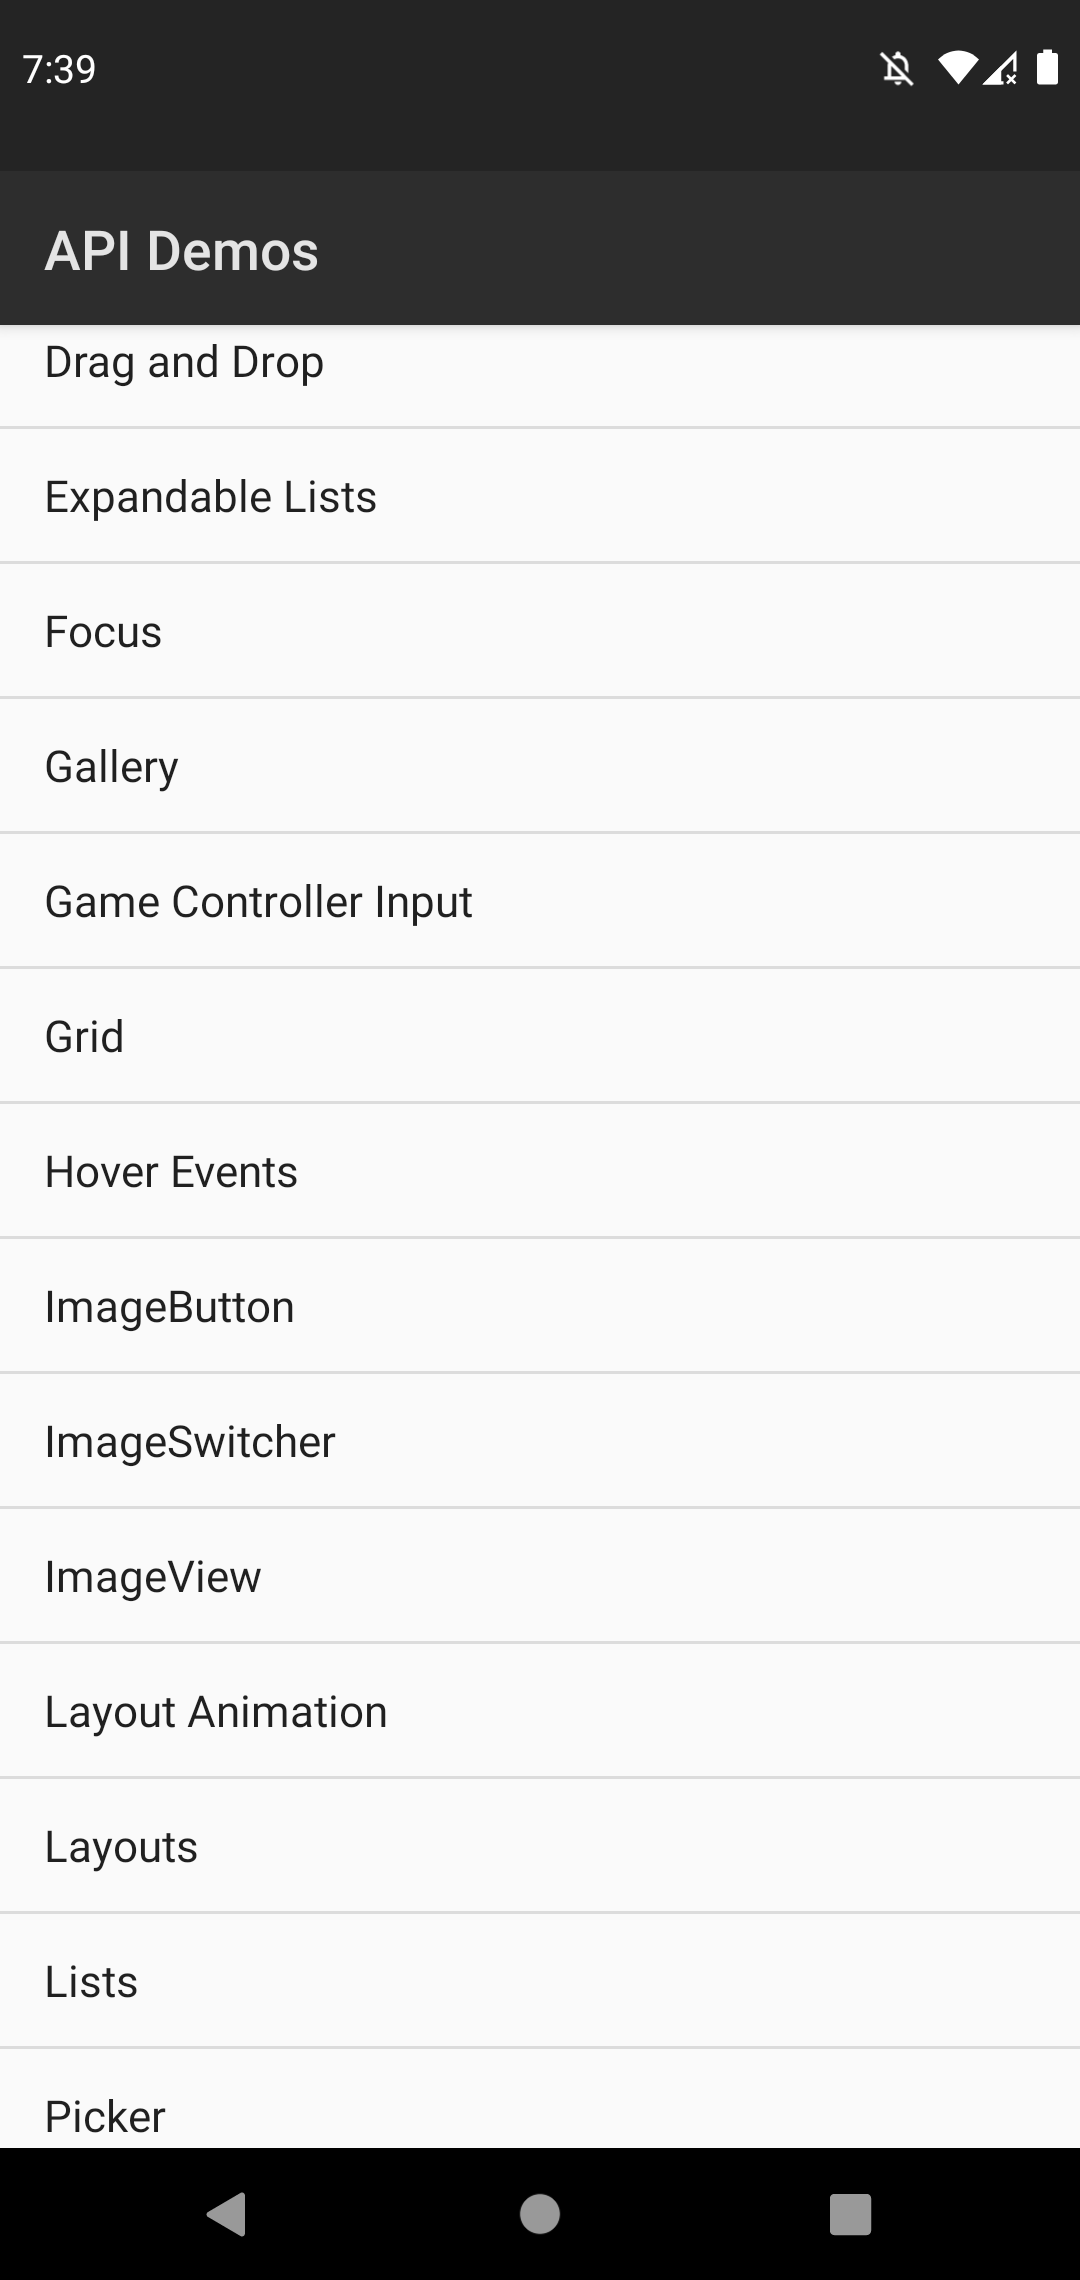 7:39
API Demos
Drag and Drop
Expandable Lists
Focus
Gallery
Game Controller Input
Grid
Hover Events
ImageButton
ImageSwitcher
ImageView
Layout Animation
Layouts
Lists
Picker